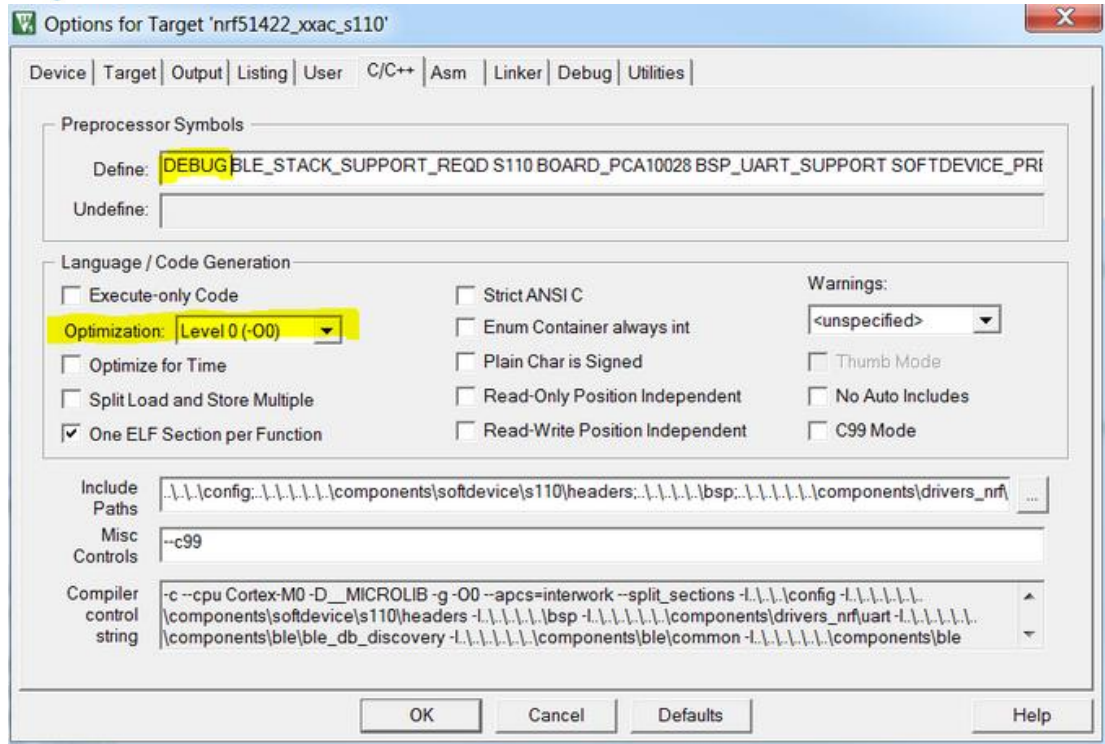 Options for Target 'nrf51422_xxac_s110'
Device Target Output Listing User C/C++ Asm Linker Debug Utilities
Preprocessor Symbols
Define: DEBUG BLE_STACK_SUPPORT_REQD S110 BOARD_PCA10028 BSP_UART_SUPPORT SOFTDEVICE_PRE
Undefine:
Language / Code Generation
Execute-only Code Strict ANSI C Warnings:
Optimization: Level 0 (-O0) Enum Container always int <unspecified>
Optimize for Time Plain Char is Signed Thumb Mode
Split Load and Store Multiple Read-Only Position Independent No Auto Includes
One ELF Section per Function Read-Write Position Independent C99 Mode
Include Paths ..\..\..\config;..\..\..\..\..\..\components\softdevice\s110\headers;..\..\..\..\..\bsp;..\..\..\..\..\..\components\drivers_nrf\ ...
Misc Controls --c99
Compiler control string -c --cpu Cortex-M0 -D__MICROLIB -g -O0 --apcs=interwork --split_sections -I..\..\..\config -I..\..\..\..\..\..
\components\softdevice\s110\headers -I..\..\..\..\..\bsp -I..\..\..\..\..\..\components\drivers_nrf\uart -I..\..\..\..\..\..
\components\ble\ble_db_discovery -I..\..\..\..\..\..\components\ble\common -I..\..\..\..\..\..\components\ble
OK Cancel Defaults Help